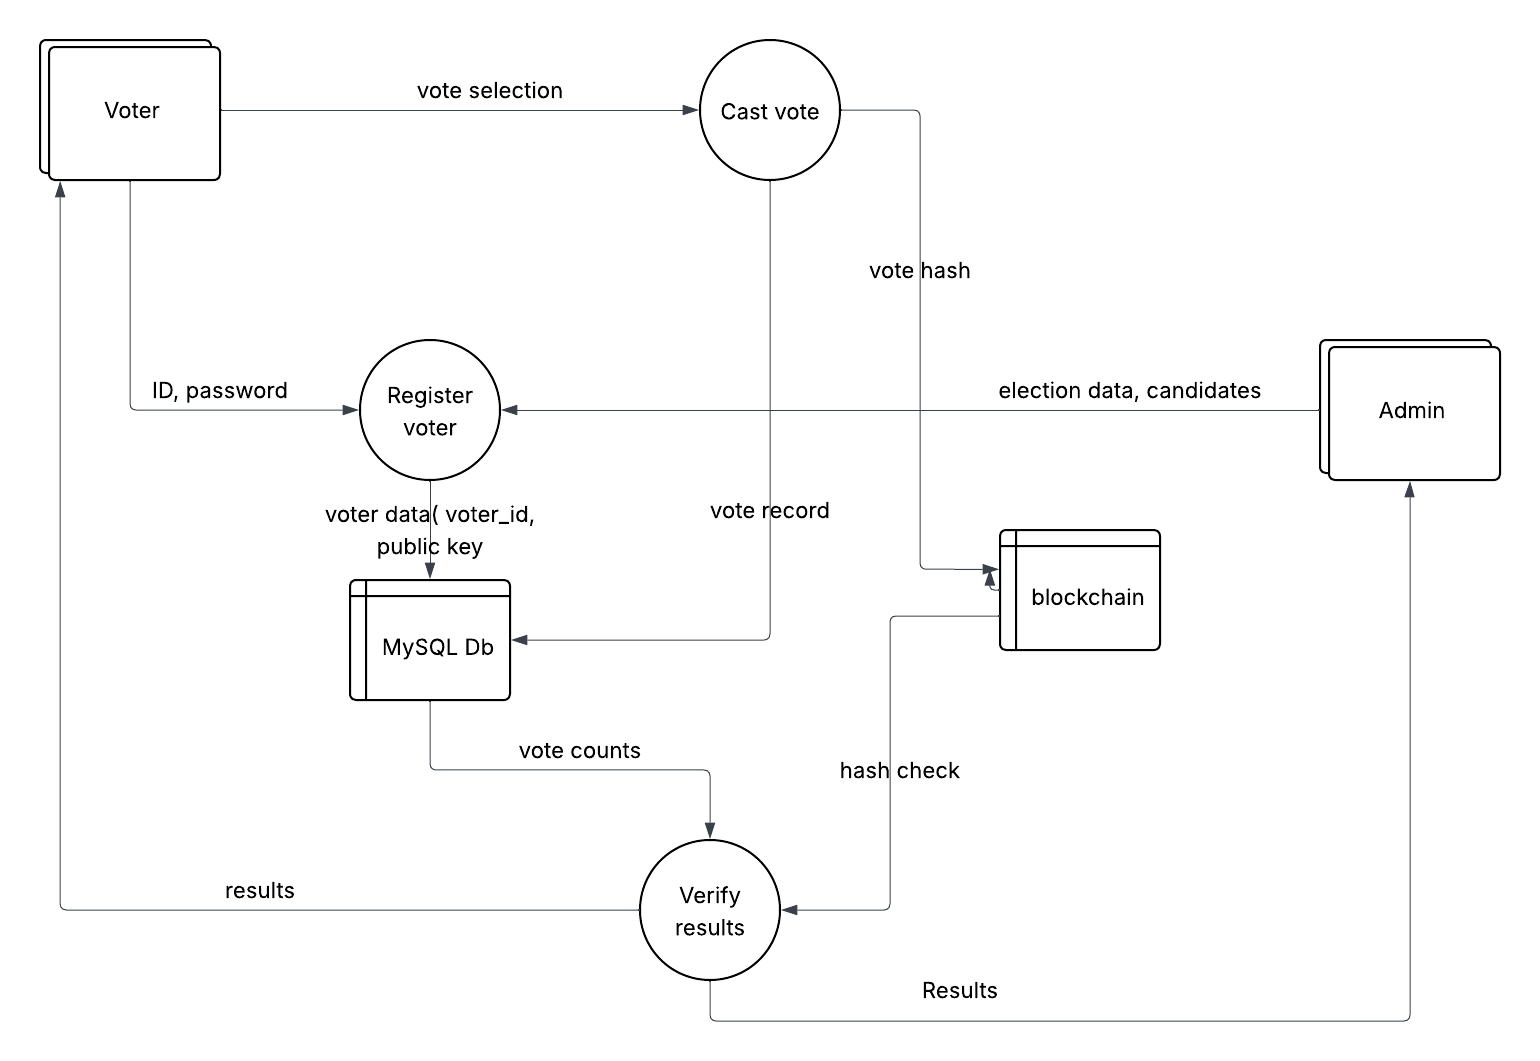 vote selection
Voter
Cast vote
vote hash
ID, password
Register
voter
election data, candidates
Admin
voter data( voter_id,
public key
vote record
blockchain
MySQL Db
vote counts
hash check
results
Verify
results
Results